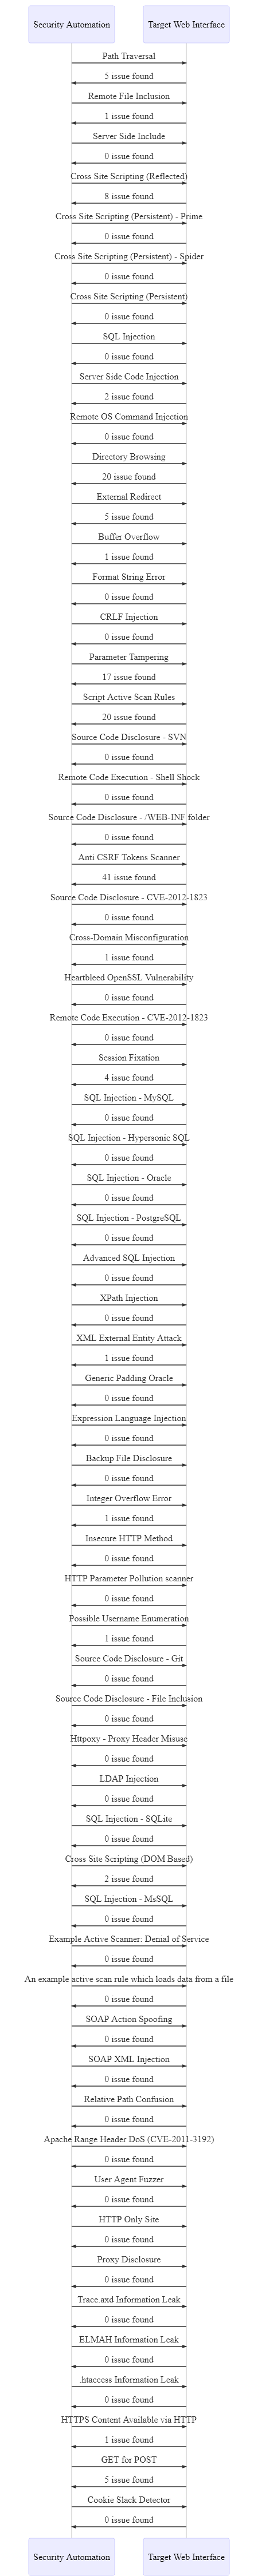 Security Automation
Target Web Interface
Path Traversal
5 issue found
Remote File Inclusion
1 issue found
Server Side Include
0 issue found
Cross Site Scripting (Reflected)
8 issue found
Cross Site Scripting (Persistent) - Prime
0 issue found
Cross Site Scripting (Persistent) - Spider
0 issue found
Cross Site Scripting (Persistent)
0 issue found
SQL Injection
0 issue found
Server Side Code Injection
2 issue found
Remote OS Command Injection
0 issue found
Directory Browsing
20 issue found
External Redirect
5 issue found
Buffer Overflow
1 issue found
Format String Error
0 issue found
CRLF Injection
0 issue found
Parameter Tampering
17 issue found
Script Active Scan Rules
20 issue found
Source Code Disclosure - SVN
0 issue found
Remote Code Execution - Shell Shock
0 issue found
Source Code Disclosure - /WEB-INF folder
0 issue found
Anti CSRF Tokens Scanner
41 issue found
Source Code Disclosure - CVE-2012-1823
0 issue found
Cross-Domain Misconfiguration
1 issue found
Heartbleed OpenSSL Vulnerability
0 issue found
Remote Code Execution - CVE-2012-1823
0 issue found
Session Fixation
4 issue found
SQL Injection - MySQL
0 issue found
SQL Injection - Hypersonic SQL
0 issue found
SQL Injection - Oracle
0 issue found
SQL Injection - PostgreSQL
0 issue found
Advanced SQL Injection
0 issue found
XPath Injection
0 issue found
XML External Entity Attack
1 issue found
Generic Padding Oracle
0 issue found
Expression Language Injection
0 issue found
Backup File Disclosure
0 issue found
Integer Overflow Error
1 issue found
Insecure HTTP Method
0 issue found
HTTP Parameter Pollution scanner
0 issue found
Possible Username Enumeration
1 issue found
Source Code Disclosure - Git
0 issue found
Source Code Disclosure - File Inclusion
0 issue found
Httpoxy - Proxy Header Misuse
0 issue found
LDAP Injection
0 issue found
SQL Injection - SQLite
0 issue found
Cross Site Scripting (DOM Based)
2 issue found
SQL Injection - MsSQL
0 issue found
Example Active Scanner: Denial of Service
0 issue found
An example active scan rule which loads data from a file
0 issue found
SOAP Action Spoofing
0 issue found
SOAP XML Injection
0 issue found
Relative Path Confusion
0 issue found
Apache Range Header DoS (CVE-2011-3192)
0 issue found
User Agent Fuzzer
0 issue found
HTTP Only Site
0 issue found
Proxy Disclosure
0 issue found
Trace.axd Information Leak
0 issue found
ELMAH Information Leak
0 issue found
.htaccess Information Leak
0 issue found
HTTPS Content Available via HTTP
1 issue found
GET for POST
5 issue found
Cookie Slack Detector
0 issue found
Security Automation
Target Web Interface